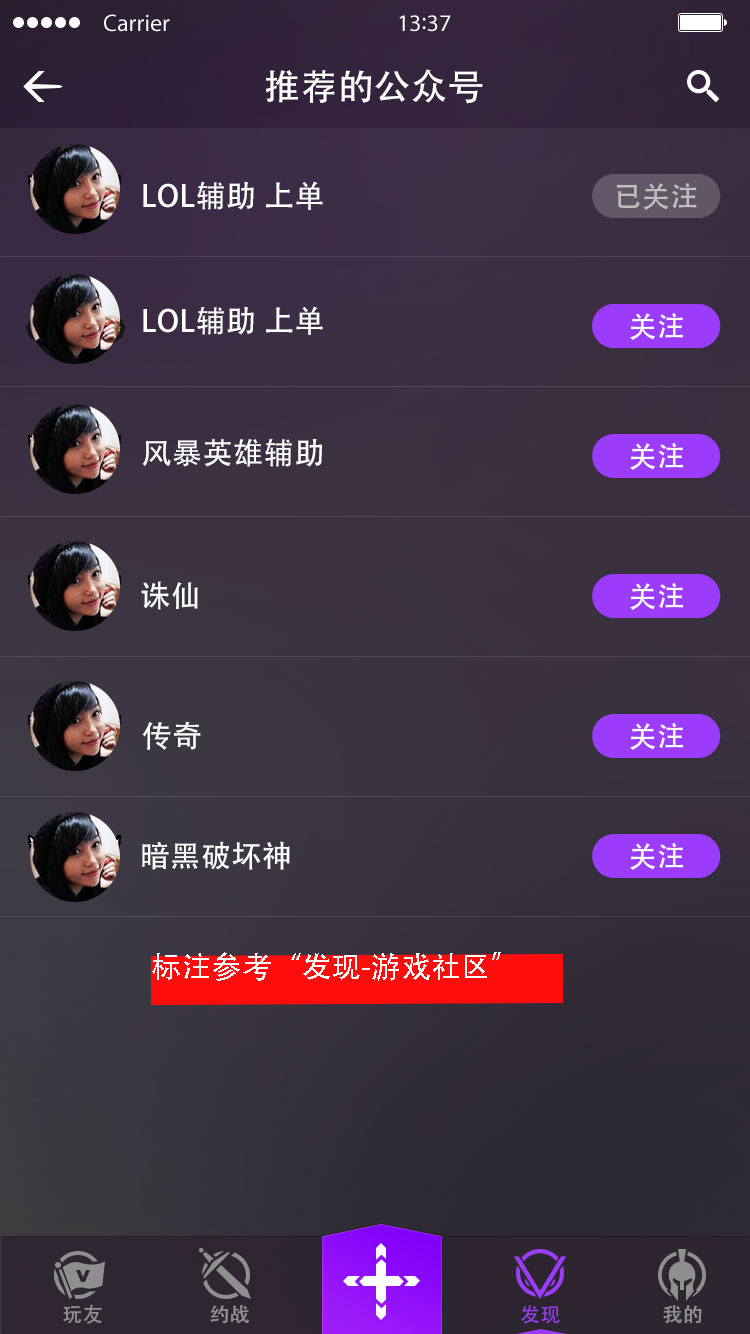 Carrier
13:37
推荐的公众号
LOL辅助 上单
已关注
LOL辅助 上单
关注
风暴英雄辅助
关注
诛仙
关注
传奇
关注
暗黑破坏神
关注
标注参考“发现-游戏社区”
玩友
约战
发现
我的